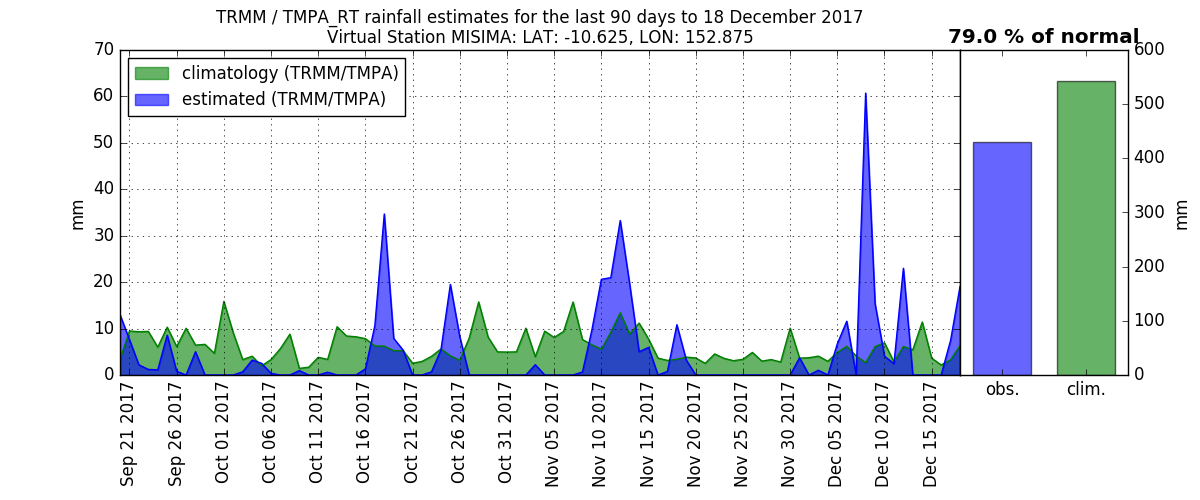 TRMM / TMPA_RT rainfall estimates for the last 90 days to 18 December 2017
Virtual Station MISIMA: LAT: -10.625, LON: 152.875
79.0 % of normal
climatology (TRMM/TMPA)
estimated (TRMM/TMPA)
mm
70
60
50
40
30
20
10
0
Sep 21 2017
Sep 26 2017
Oct 01 2017
Oct 06 2017
Oct 11 2017
Oct 16 2017
Oct 21 2017
Oct 26 2017
Oct 31 2017
Nov 05 2017
Nov 10 2017
Nov 15 2017
Nov 20 2017
Nov 25 2017
Nov 30 2017
Dec 05 2017
Dec 10 2017
Dec 15 2017
obs.
clim.
600
500
400
300
200
100
0
mm